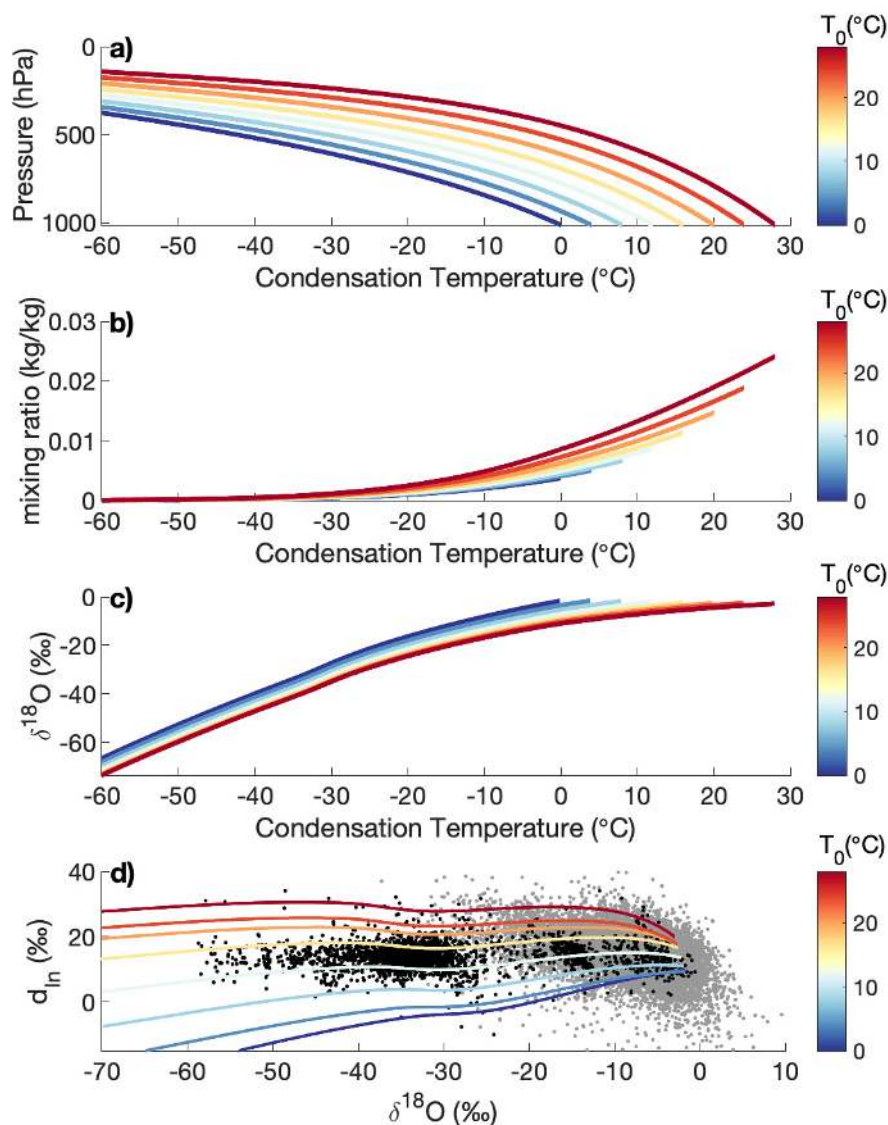 a)
T0(°C)
Pressure (hPa)
0
500
1000
-60 -50 -40 -30 -20 -10 0 10 20 30
Condensation Temperature (°C)
20
10
0
b)
T0(°C)
mixing ratio (kg/kg)
0.03
0.02
0.01
0
-60 -50 -40 -30 -20 -10 0 10 20 30
Condensation Temperature (°C)
20
10
0
c)
T0(°C)
δ18O (‰)
0
-20
-40
-60
-60 -50 -40 -30 -20 -10 0 10 20 30
Condensation Temperature (°C)
20
10
0
d)
T0(°C)
dln (‰)
40
20
0
-70 -60 -50 -40 -30 -20 -10 0 10
δ18O (‰)
20
10
0